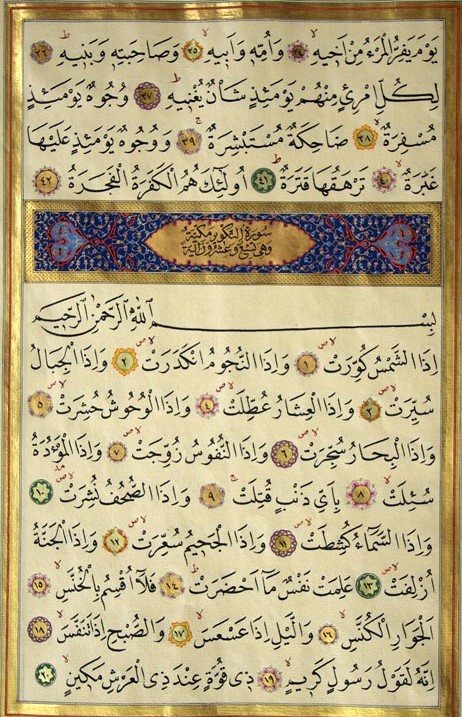 يَوْمَ يَفِرُّ الْمَرْءُ مِنْ اَخٖيهِ ﴿٣٤﴾ وَاُمِّهٖ وَاَبٖيهِ ﴿٣٥﴾ وَصَاحِبَتِهٖ وَبَنٖيهِ ﴿٣٦﴾
لِكُلِّ امْرِئٍ مِنْهُمْ يَوْمَئِذٍ شَأْنٌ يُغْنٖيهِ ﴿٣٧﴾ وُجُوهٌ يَوْمَئِذٍ
مُسْفِرَةٌ ﴿٣٨﴾ ضَاحِكَةٌ مُسْتَبْشِرَةٌ ﴿٣٩﴾ وَوُجُوهٌ يَوْمَئِذٍ عَلَيْهَا
غَبَرَةٌ ﴿٤٠﴾ تَرْهَقُهَا قَتَرَةٌ ﴿٤١﴾ اُولٰئِكَ هُمُ الْكَفَرَةُ الْفَجَرَةُ ﴿٤٢﴾
سورة التكوير مكية
وهى تسع وعشرون آية
بِسْمِ اللّٰهِ الرَّحْمٰنِ الرَّحٖيمِ
اِذَا الشَّمْسُ كُوِّرَتْ ﴿١﴾ وَاِذَا النُّجُومُ انْكَدَرَتْ ﴿٢﴾ وَاِذَا الْجِبَالُ
سُيِّرَتْ ﴿٣﴾ وَاِذَا الْعِشَارُ عُطِّلَتْ ﴿٤﴾ وَاِذَا الْوُحُوشُ حُشِرَتْ ﴿٥﴾
وَاِذَا الْبِحَارُ سُجِّرَتْ ﴿٦﴾ وَاِذَا النُّفُوسُ زُوِّجَتْ ﴿٧﴾ وَاِذَا الْمَوْءُدَةُ
سُئِلَتْ ﴿٨﴾ بِاَىِّ ذَنْبٍ قُتِلَتْ ﴿٩﴾ وَاِذَا الصُّحُفُ نُشِرَتْ ﴿١٠﴾
وَاِذَا السَّمَاءُ كُشِطَتْ ﴿١١﴾ وَاِذَا الْجَحٖيمُ سُعِّرَتْ ﴿١٢﴾ وَاِذَا الْجَنَّةُ
اُزْلِفَتْ ﴿١٣﴾ عَلِمَتْ نَفْسٌ مَا اَحْضَرَتْ ﴿١٤﴾ فَلَا اُقْسِمُ بِالْخُنَّسِ ﴿١٥﴾
الْجَوَارِ الْكُنَّسِ ﴿١٦﴾ وَالَّيْلِ اِذَا عَسْعَسَ ﴿١٧﴾ وَالصُّبْحِ اِذَا تَنَفَّسَ ﴿١٨﴾
اِنَّهُ لَقَوْلُ رَسُولٍ كَرٖيمٍ ﴿١٩﴾ ذٖى قُوَّةٍ عِنْدَ ذِى الْعَرْشِ مَكٖينٍ ﴿٢٠﴾